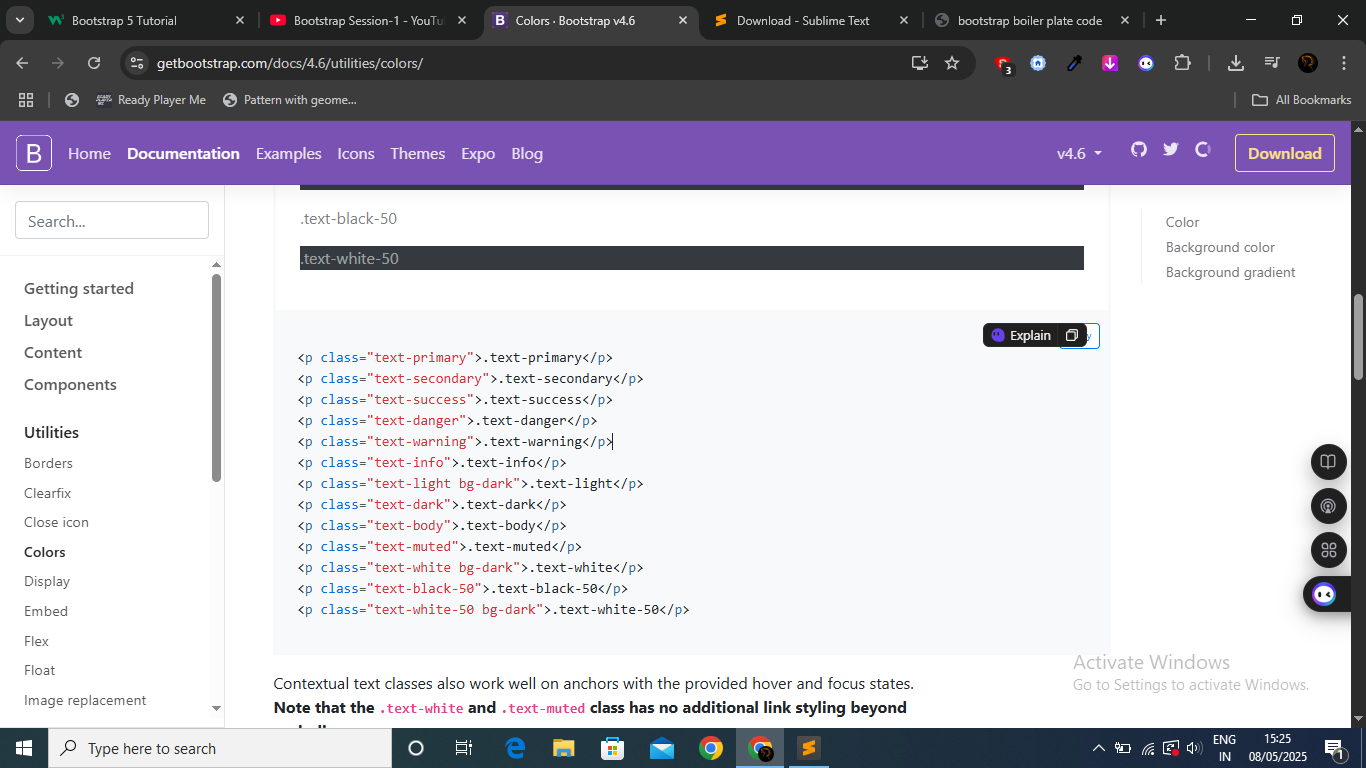 Bootstrap 5 Tutorial
Bootstrap Session-1 - YouTu
Colors · Bootstrap v4.6
Download - Sublime Text
bootstrap boiler plate code
getbootstrap.com/docs/4.6/utilities/colors/
3
Ready Player Me
Pattern with geome...
All Bookmarks
B
Home
Documentation
Examples
Icons
Themes
Expo
Blog
v4.6
Download
Search...
Getting started
Layout
Content
Components
Utilities
Borders
Clearfix
Close icon
Colors
Display
Embed
Flex
Float
Image replacement
.text-black-50
.text-white-50
Explain
<p class="text-primary">.text-primary</p>
<p class="text-secondary">.text-secondary</p>
<p class="text-success">.text-success</p>
<p class="text-danger">.text-danger</p>
<p class="text-warning">.text-warning</p>
<p class="text-info">.text-info</p>
<p class="text-light bg-dark">.text-light</p>
<p class="text-dark">.text-dark</p>
<p class="text-body">.text-body</p>
<p class="text-muted">.text-muted</p>
<p class="text-white bg-dark">.text-white</p>
<p class="text-black-50">.text-black-50</p>
<p class="text-white-50 bg-dark">.text-white-50</p>
Contextual text classes also work well on anchors with the provided hover and focus states.
Note that the .text-white and .text-muted class has no additional link styling beyond
Color
Background color
Background gradient
Activate Windows
Go to Settings to activate Windows.
Type here to search
ENG
IN
15:25
08/05/2025
1